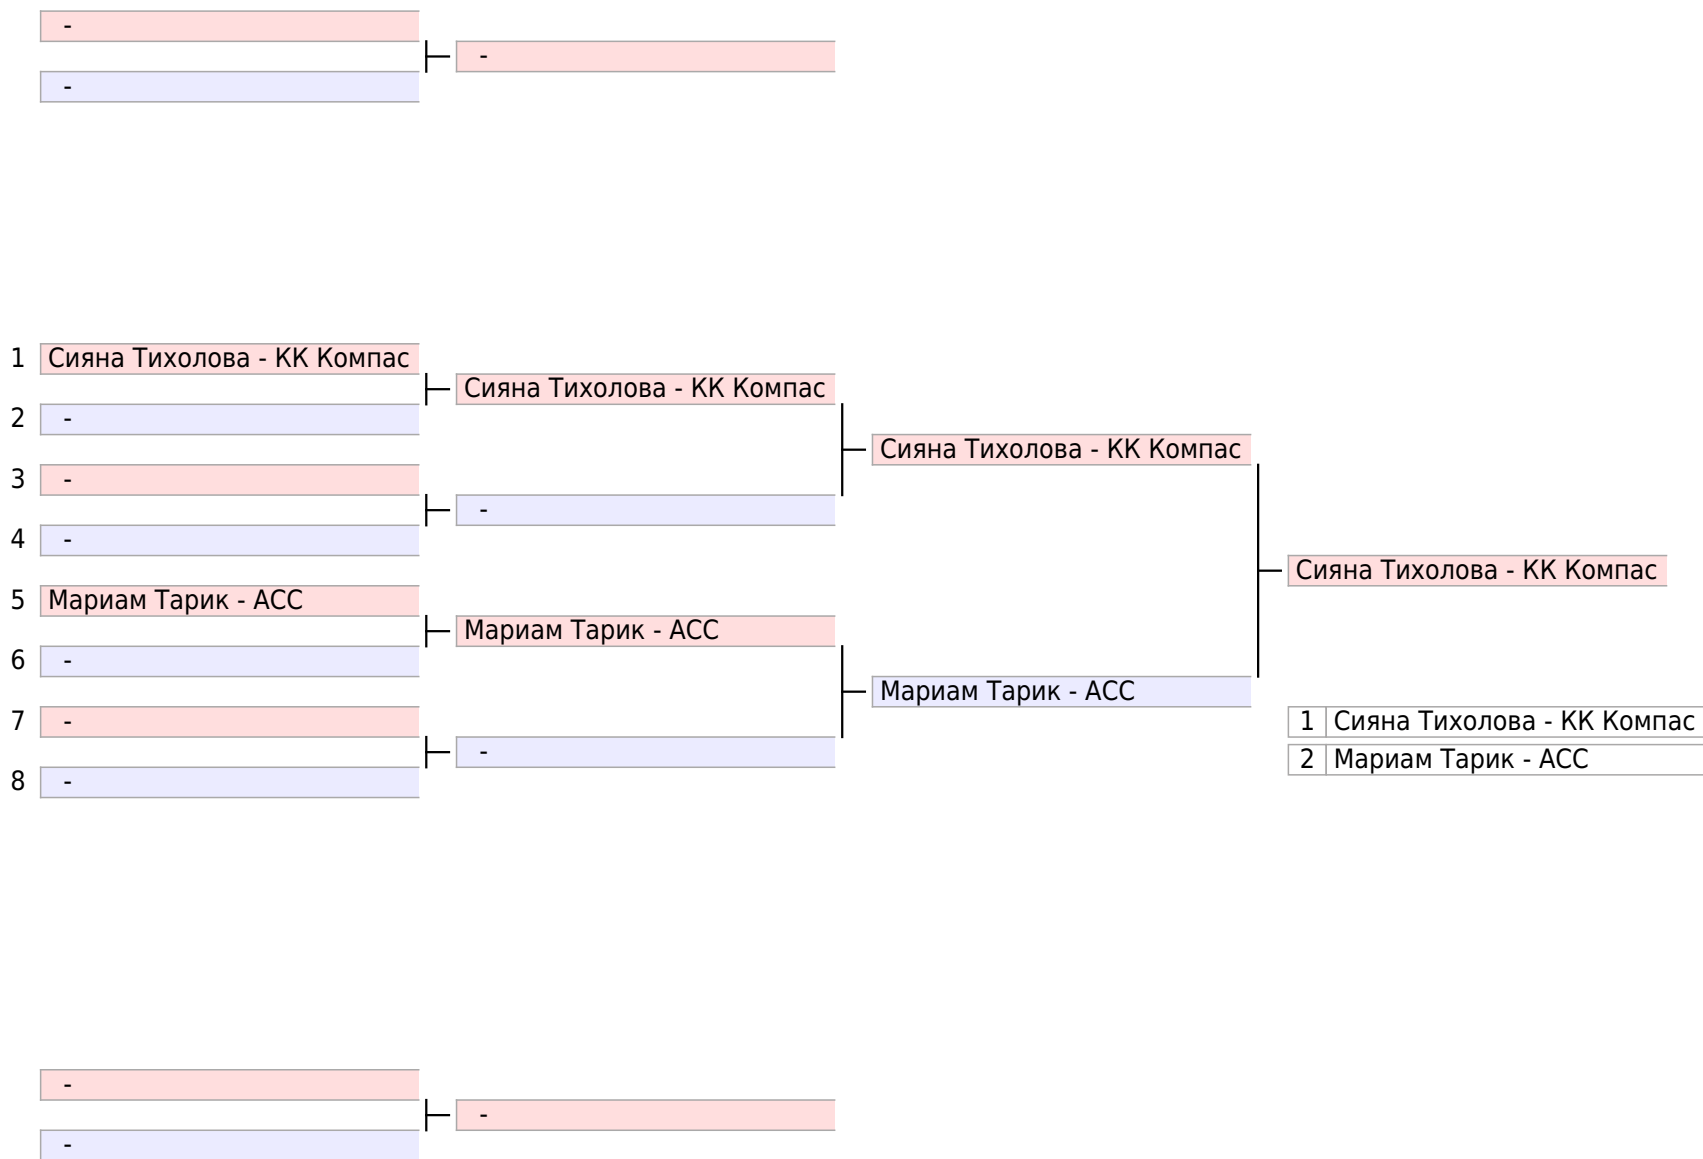 -
-
-
1 Сияна Тихолова - КК Компас
Сияна Тихолова - КК Компас
2 -
Сияна Тихолова - КК Компас
3 -
-
4 -
Сияна Тихолова - КК Компас
5 Мариам Тарик - АСС
Мариам Тарик - АСС
6 -
Мариам Тарик - АСС
7 -
1 Сияна Тихолова - КК Компас
-
2 Мариам Тарик - АСС
8 -
-
-
-